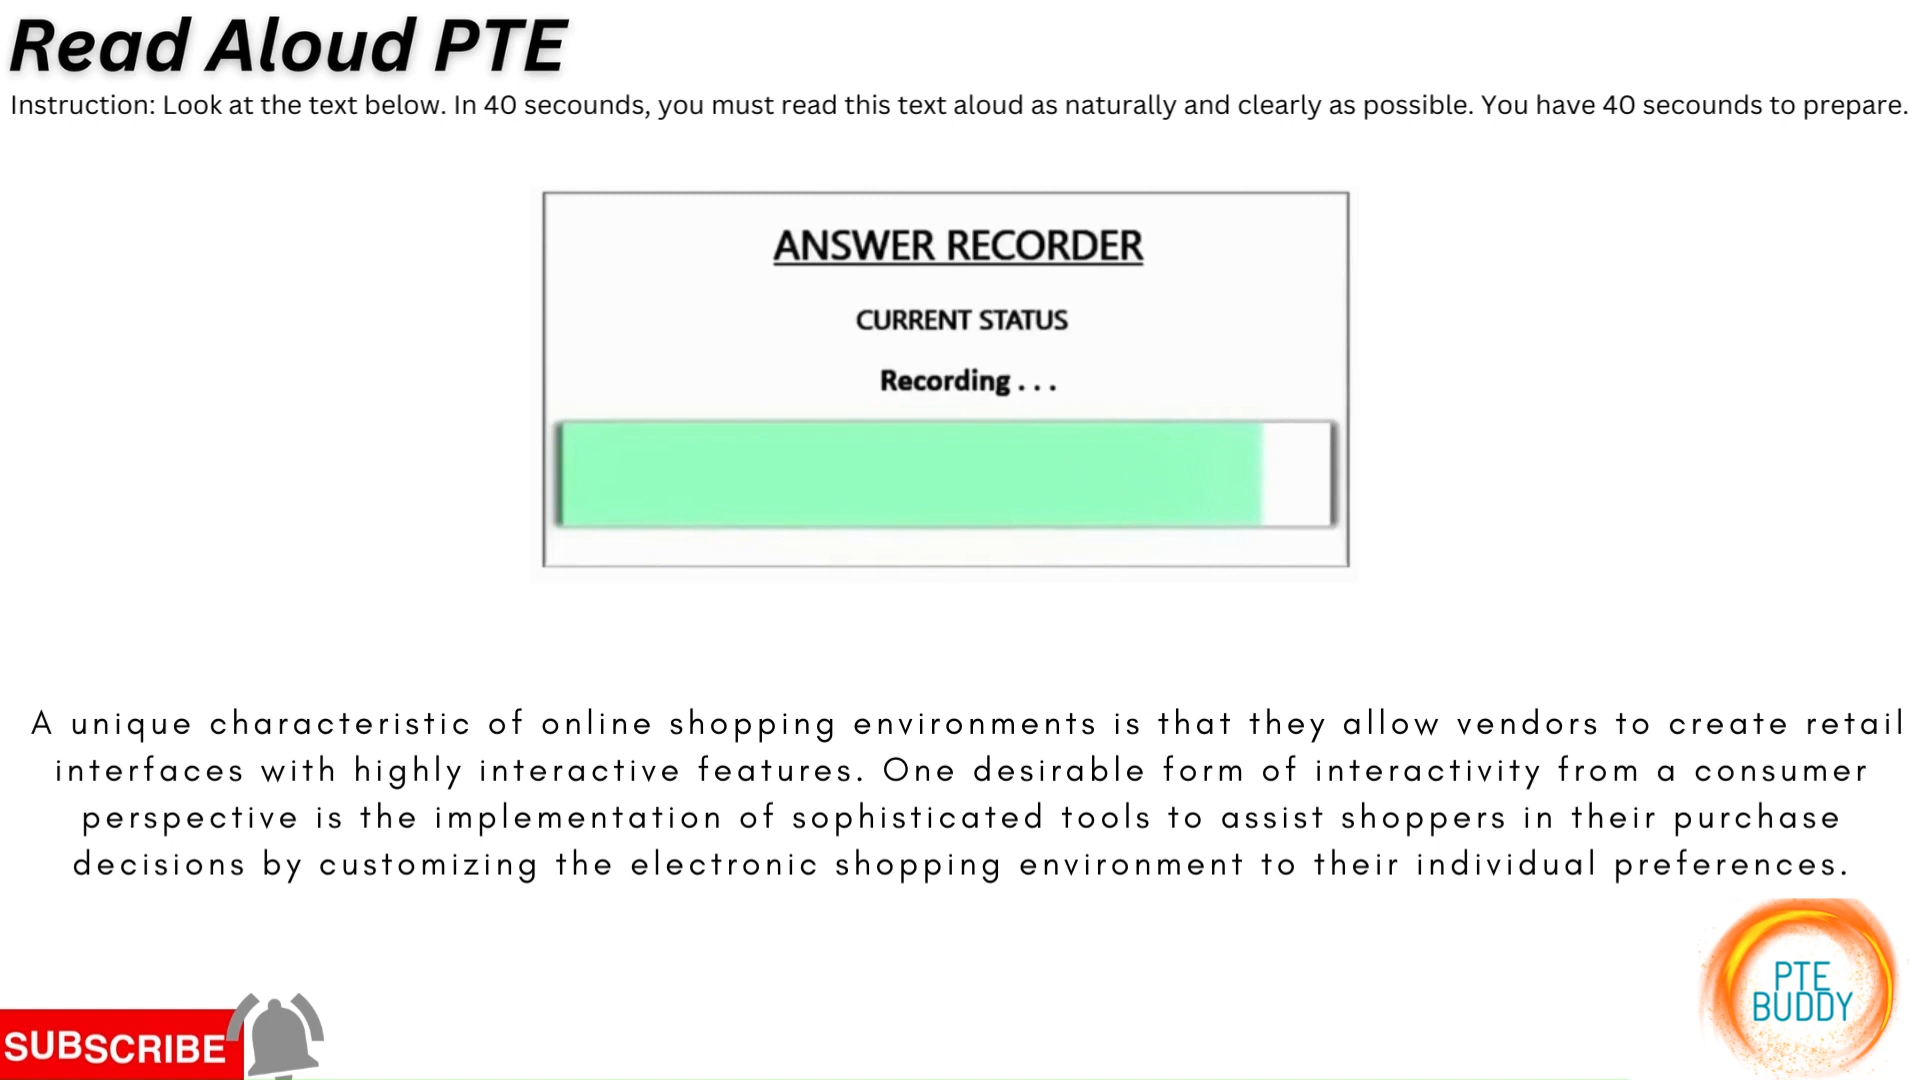 Read Aloud PTE
Instruction: Look at the text below. In 40 secounds, you must read this text aloud as naturally and clearly as possible. You have 40 secounds to prepare.
ANSWER RECORDER
CURRENT STATUS
Recording . . .
A unique characteristic of online shopping environments is that they allow vendors to create retail
interfaces with highly interactive features. One desirable form of interactivity from a consumer
perspective is the implementation of sophisticated tools to assist shoppers in their purchase
decisions by customizing the electronic shopping environment to their individual preferences.
PTE
BUDDY
SUBSCRIBE